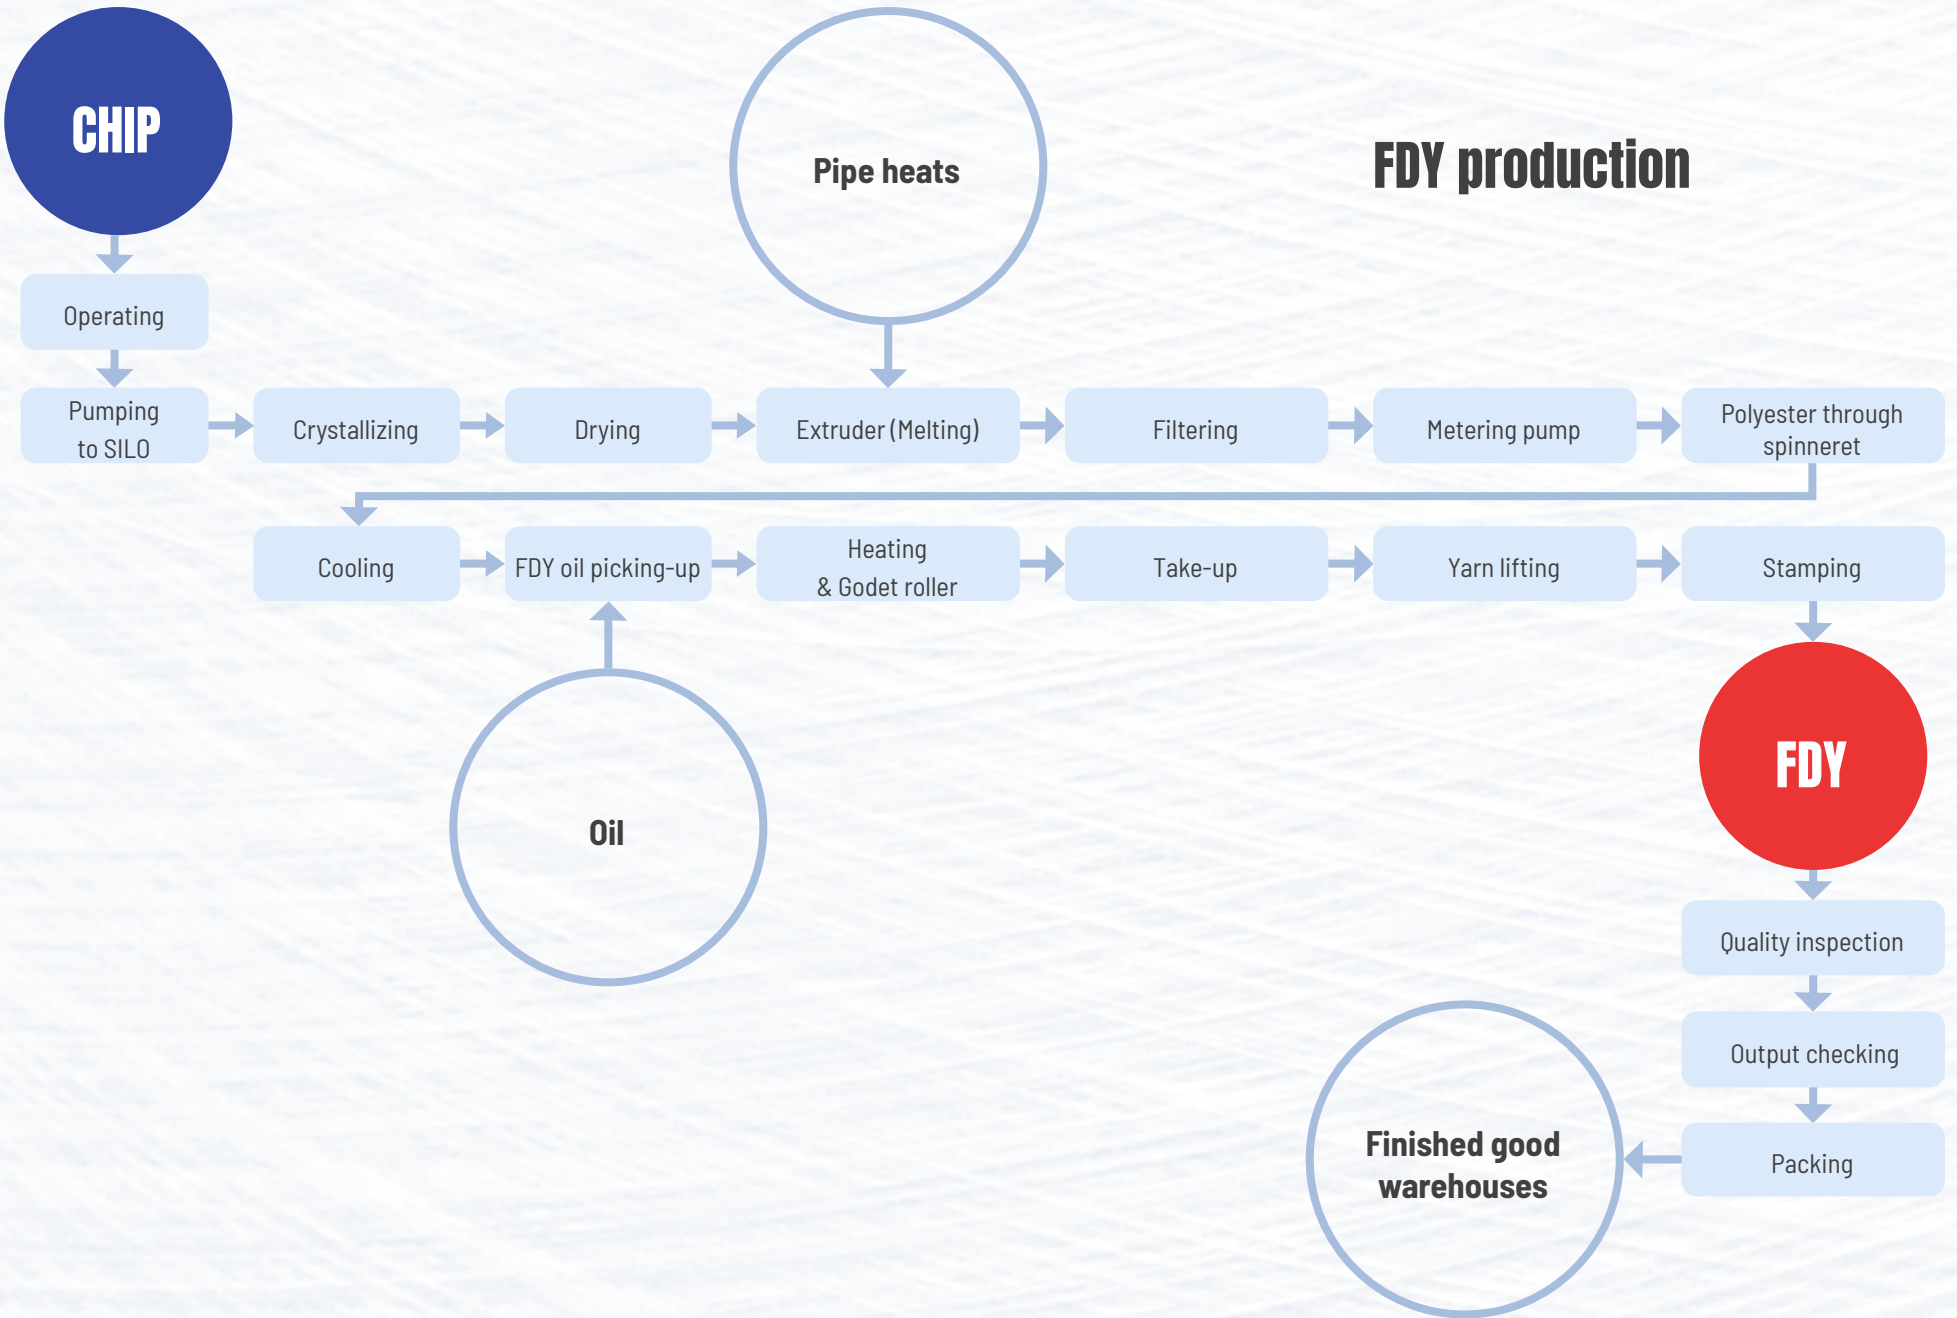 CHIP
Pipe heats
FDY production
Operating
Pumping
to SILO
Crystallizing
Drying
Extruder (Melting)
Filtering
Metering pump
Polyester through
spinneret
Cooling
FDY oil picking-up
Heating
& Godet roller
Take-up
Yarn lifting
Stamping
Oil
FDY
Quality inspection
Output checking
Packing
Finished good
warehouses